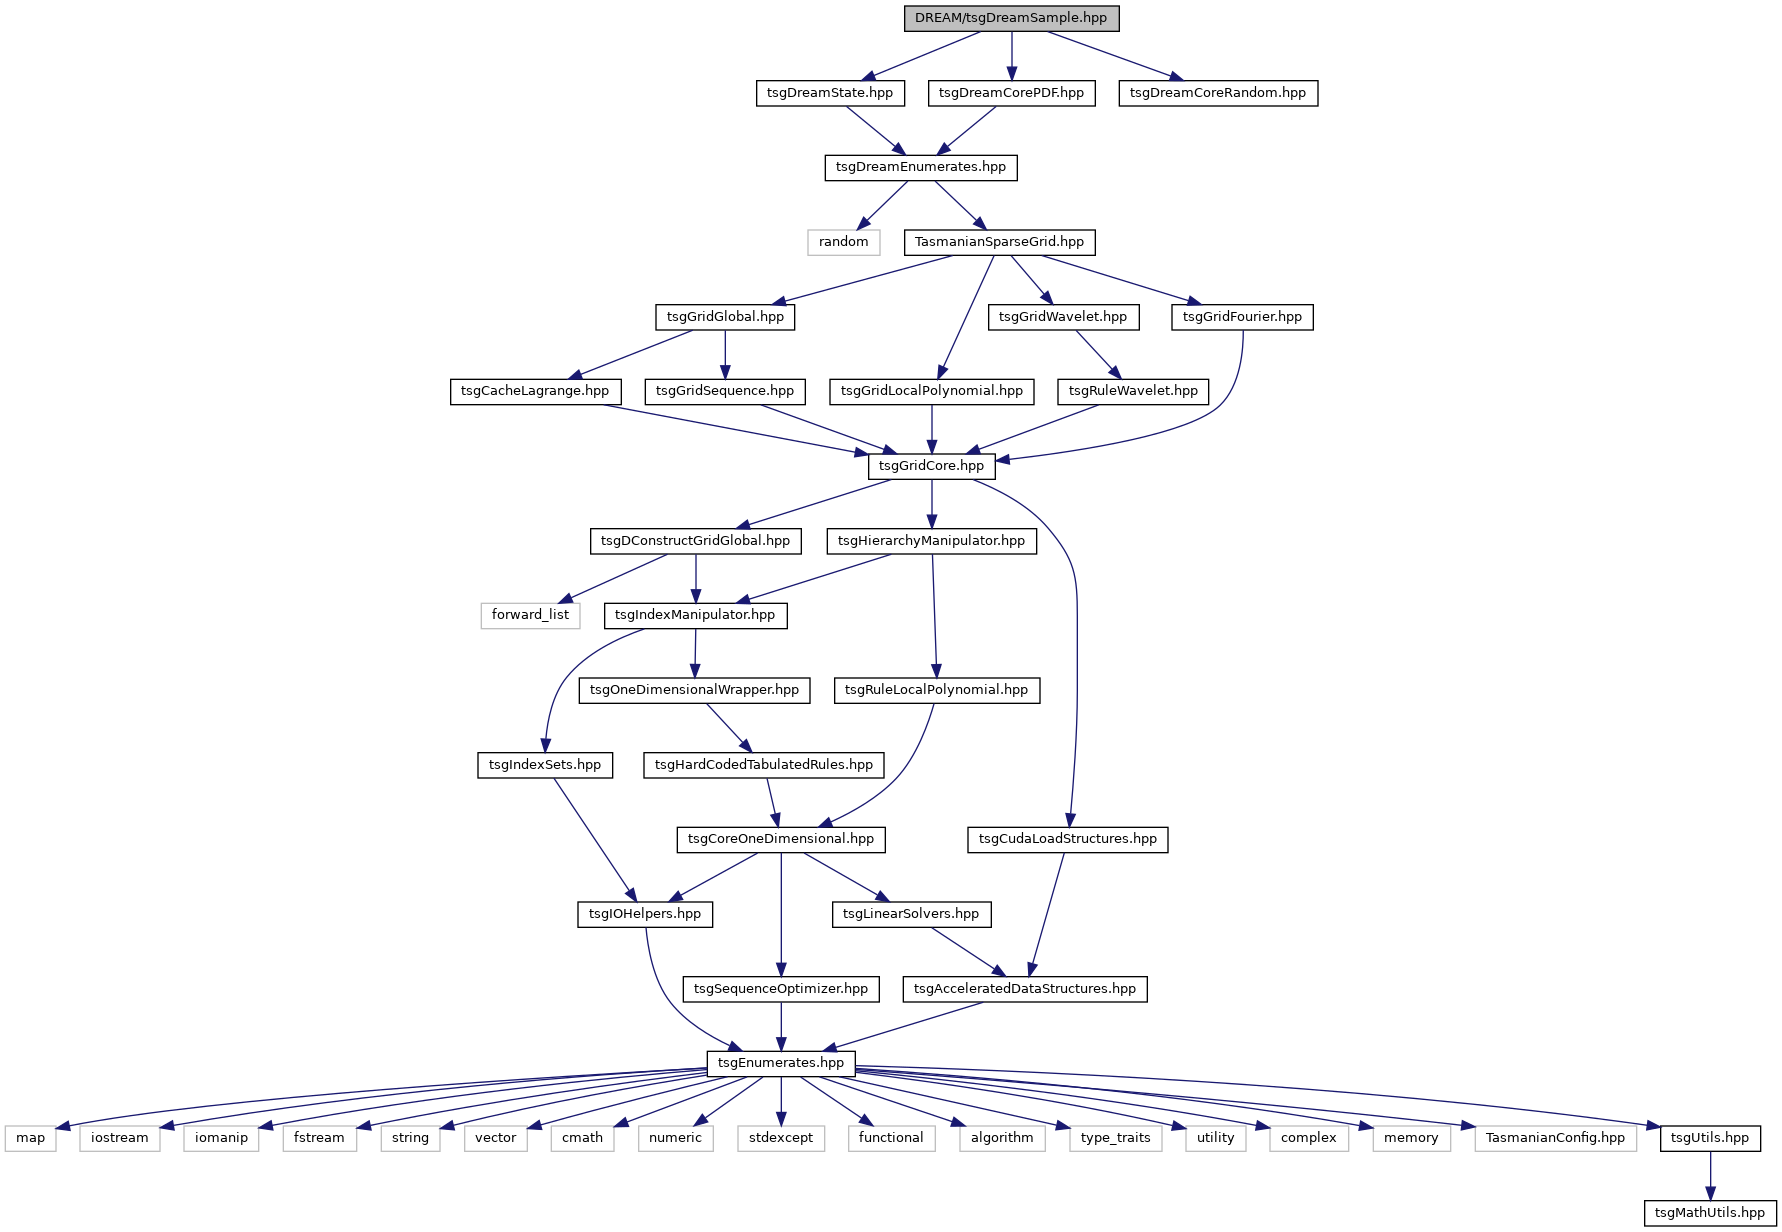 DREAM/tsgDreamSample.hpp
tsgDreamState.hpp
tsgDreamCorePDF.hpp
tsgDreamCoreRandom.hpp
tsgDreamEnumerates.hpp
random
TasmanianSparseGrid.hpp
tsgGridGlobal.hpp
tsgGridWavelet.hpp
tsgGridFourier.hpp
tsgCacheLagrange.hpp
tsgGridSequence.hpp
tsgGridLocalPolynomial.hpp
tsgRuleWavelet.hpp
tsgGridCore.hpp
tsgDConstructGridGlobal.hpp
tsgHierarchyManipulator.hpp
forward_list
tsgIndexManipulator.hpp
tsgOneDimensionalWrapper.hpp
tsgRuleLocalPolynomial.hpp
tsgIndexSets.hpp
tsgHardCodedTabulatedRules.hpp
tsgCoreOneDimensional.hpp
tsgCudaLoadStructures.hpp
tsgIOHelpers.hpp
tsgLinearSolvers.hpp
tsgSequenceOptimizer.hpp
tsgAcceleratedDataStructures.hpp
tsgEnumerates.hpp
map
iostream
iomanip
fstream
string
vector
cmath
numeric
stdexcept
functional
algorithm
type_traits
utility
complex
memory
TasmanianConfig.hpp
tsgUtils.hpp
tsgMathUtils.hpp